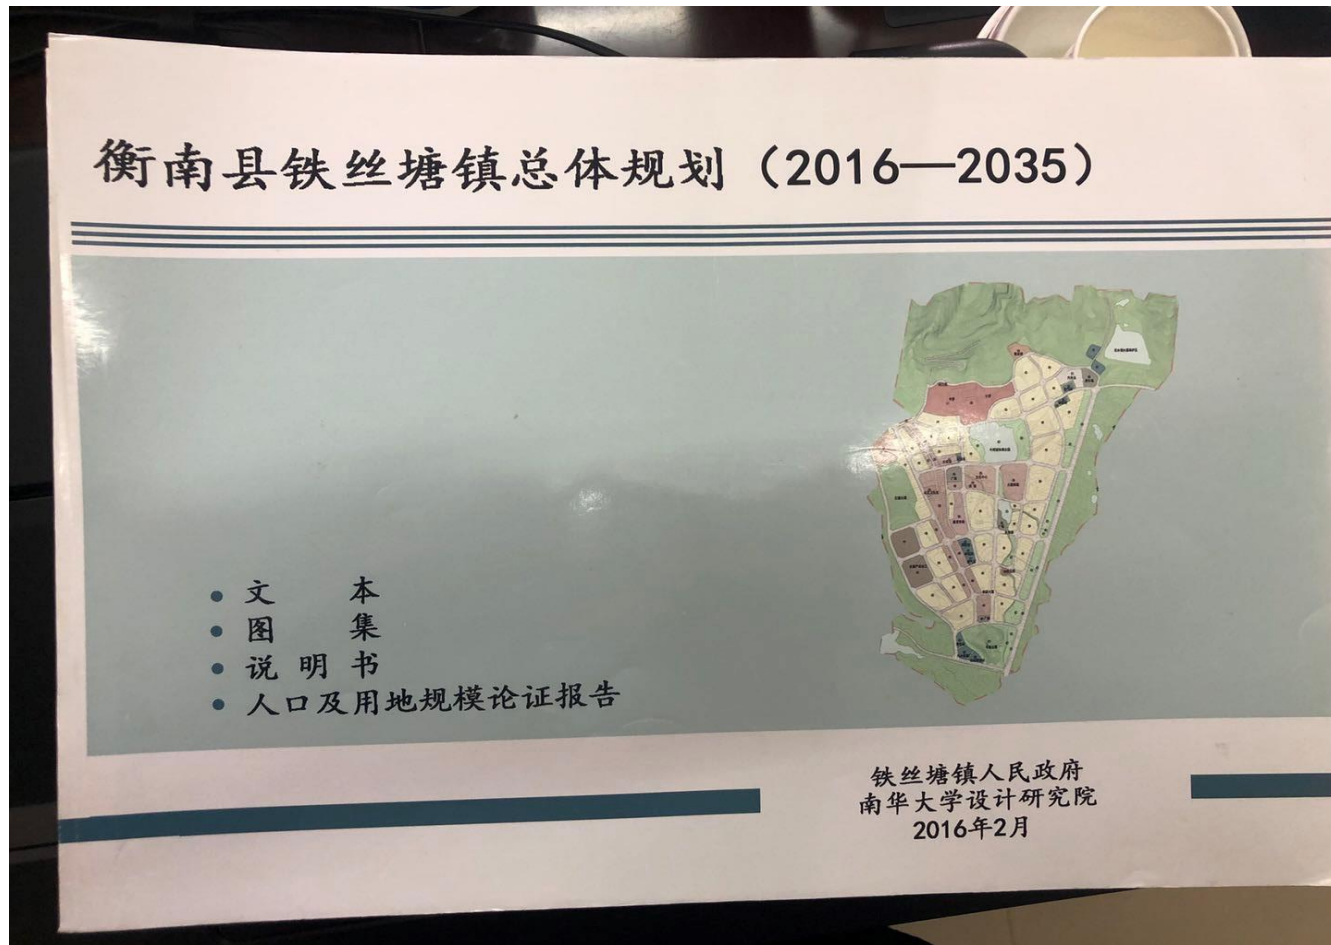 衡南县铁丝塘镇总体规划（2016—2035）
• 文本
• 图集
• 说明书
• 人口及用地规模论证报告
铁丝塘镇人民政府
南华大学设计研究院
2016年2月